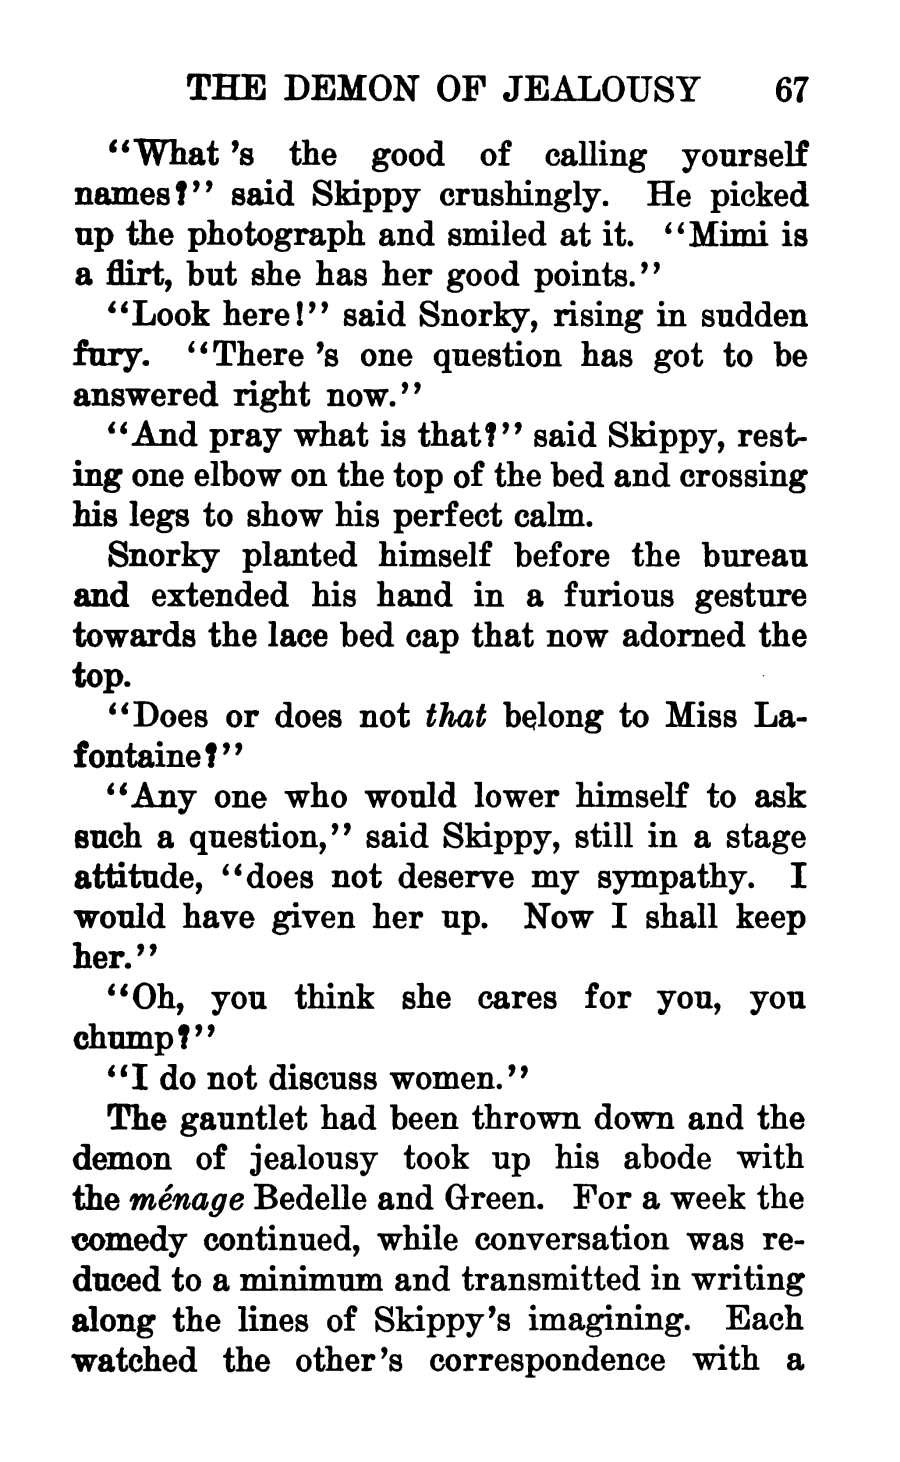 THE DEMON OF JEALOUSY 67
“What ’s the good of calling yourself
names?” said Skippy crushingly. He picked
up the photograph and smiled at it. “Mimi is
a flirt, but she has her good points.”
“Look here!” said Snorky, rising in sudden
fury. “There ’s one question has got to be
answered right now.”
“And pray what is that?” said Skippy, rest-
ing one elbow on the top of the bed and crossing
his legs to show his perfect calm.
Snorky planted himself before the bureau
and extended his hand in a furious gesture
towards the lace bed cap that now adorned the
top.
“Does or does not that belong to Miss La-
fontaine?”
“Any one who would lower himself to ask
such a question,” said Skippy, still in a stage
attitude, “does not deserve my sympathy. I
would have given her up. Now I shall keep
her.”
“Oh, you think she cares for you, you
chump?”
“I do not discuss women.”
The gauntlet had been thrown down and the
demon of jealousy took up his abode with
the ménage Bedelle and Green. For a week the
comedy continued, while conversation was re-
duced to a minimum and transmitted in writing
along the lines of Skippy’s imagining. Each
watched the other’s correspondence with a